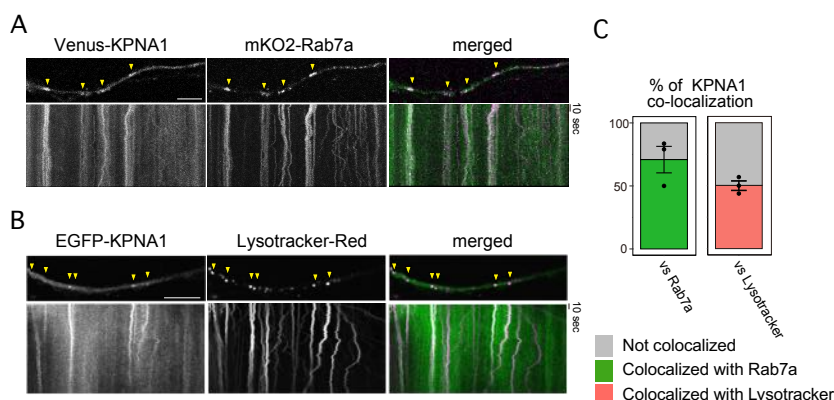 A
Venus-KPNA1
mKO2-Rab7a
merged
10 sec
B
EGFP-KPNA1
Lysotracker-Red
merged
10 sec
C
% of KPNA1
co-localization
100
50
0
vs Rab7a
vs Lysotracker
Not colocalized
Colocalized with Rab7a
Colocalized with Lysotracker